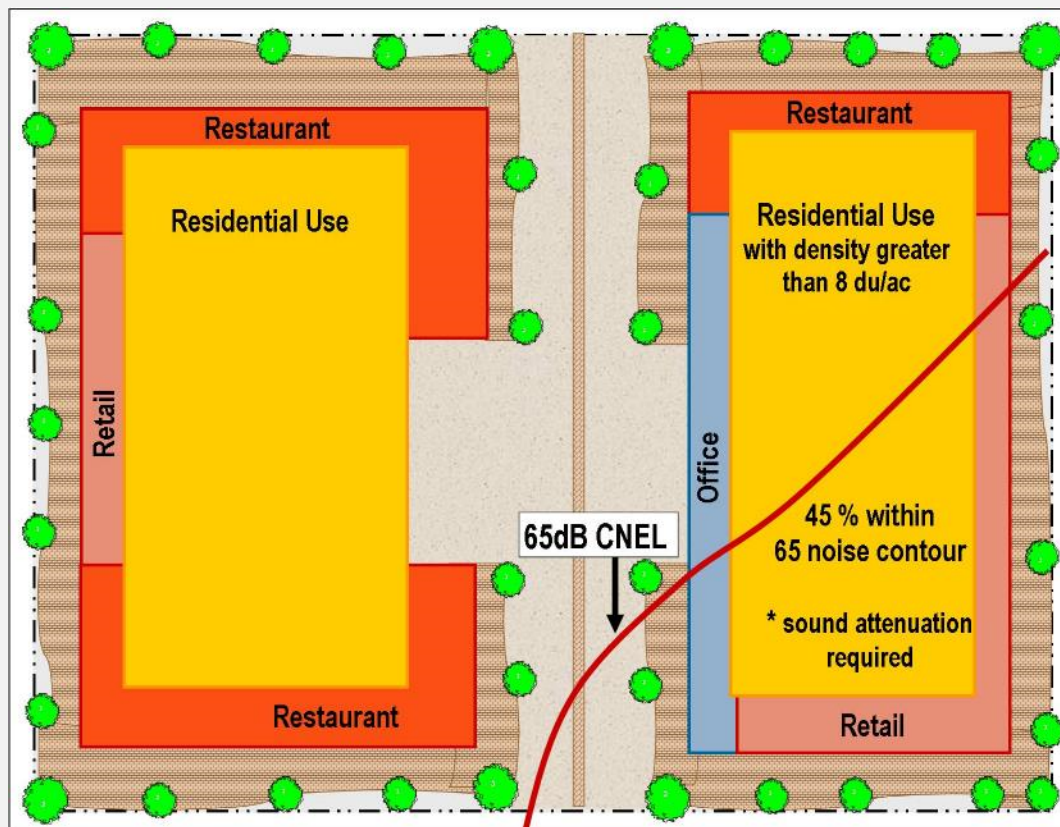 Restaurant
Residential Use
Retail
Restaurant
Restaurant
Residential Use
with density greater
than 8 du/ac
Office
65dB CNEL
45 % within
65 noise contour
* sound attenuation
required
Retail